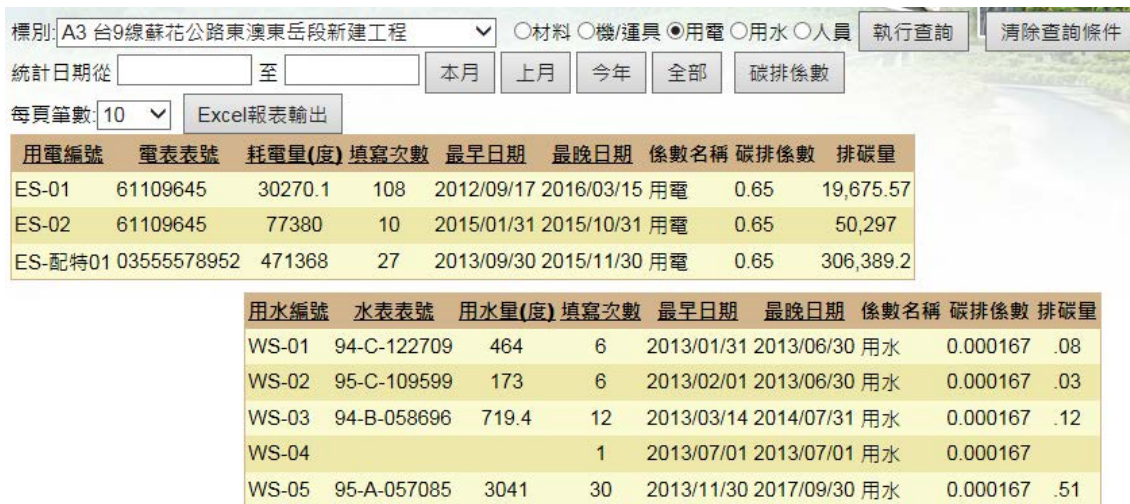 標別: A3 台9線蘇花公路東澳東岳段新建工程 材料 機/運具 用電 用水 人員 執行查詢 清除查詢條件
統計日期從 至 本月 上月 今年 全部 碳排係數
每頁筆數: 10 Excel報表輸出
用電編號 電表表號 耗電量(度) 填寫次數 最早日期 最晚日期 係數名稱 碳排係數 排碳量
ES-01 61109645 30270.1 108 2012/09/17 2016/03/15 用電 0.65 19,675.57
ES-02 61109645 77380 10 2015/01/31 2015/10/31 用電 0.65 50,297
ES-配特01 03555578952 471368 27 2013/09/30 2015/11/30 用電 0.65 306,389.2
用水編號 水表表號 用水量(度) 填寫次數 最早日期 最晚日期 係數名稱 碳排係數 排碳量
WS-01 94-C-122709 464 6 2013/01/31 2013/06/30 用水 0.000167 .08
WS-02 95-C-109599 173 6 2013/02/01 2013/06/30 用水 0.000167 .03
WS-03 94-B-058696 719.4 12 2013/03/14 2014/07/31 用水 0.000167 .12
WS-04 1 2013/07/01 2013/07/01 用水 0.000167
WS-05 95-A-057085 3041 30 2013/11/30 2017/09/30 用水 0.000167 .51